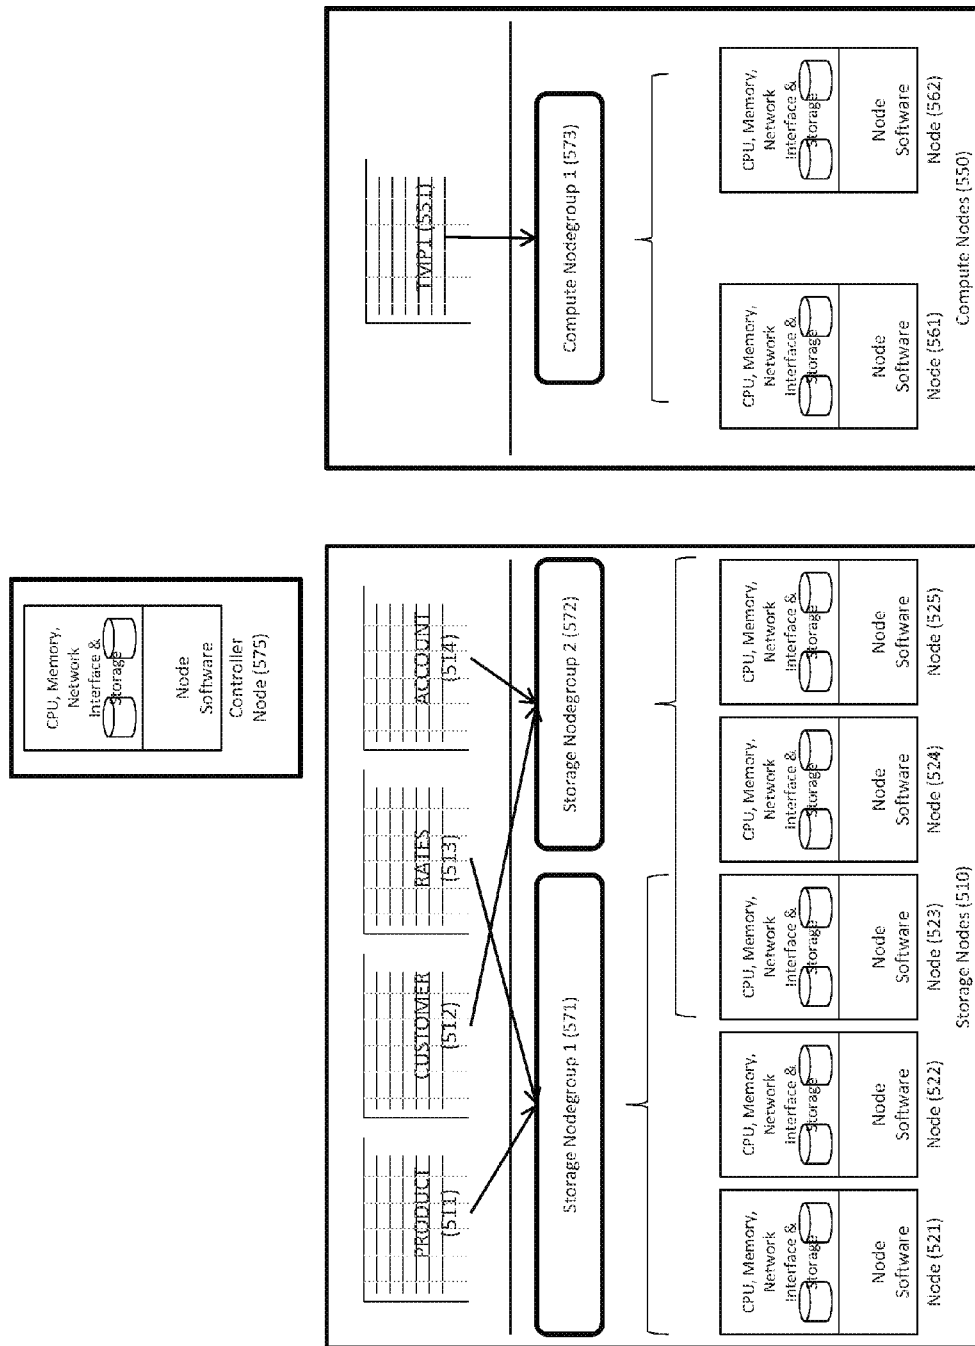 CPU, Memory,
Network
Interface &
Storage
Node
Software
Controller
Node (575)
PRODUCT
(511)
CUSTOMER
(512)
RATES
(513)
ACCOUNT
(514)
TMP1 (551)
Storage Nodegroup 1 (571)
Storage Nodegroup 2 (572)
Compute Nodegroup 1 (573)
CPU, Memory,
Network
Interface &
Storage
Node
Software
Node (521)
CPU, Memory,
Network
Interface &
Storage
Node
Software
Node (522)
CPU, Memory,
Network
Interface &
Storage
Node
Software
Node (523)
CPU, Memory,
Network
Interface &
Storage
Node
Software
Node (524)
CPU, Memory,
Network
Interface &
Storage
Node
Software
Node (525)
Storage Nodes (510)
CPU, Memory,
Network
Interface &
Storage
Node
Software
Node (561)
CPU, Memory,
Network
Interface &
Storage
Node
Software
Node (562)
Compute Nodes (550)